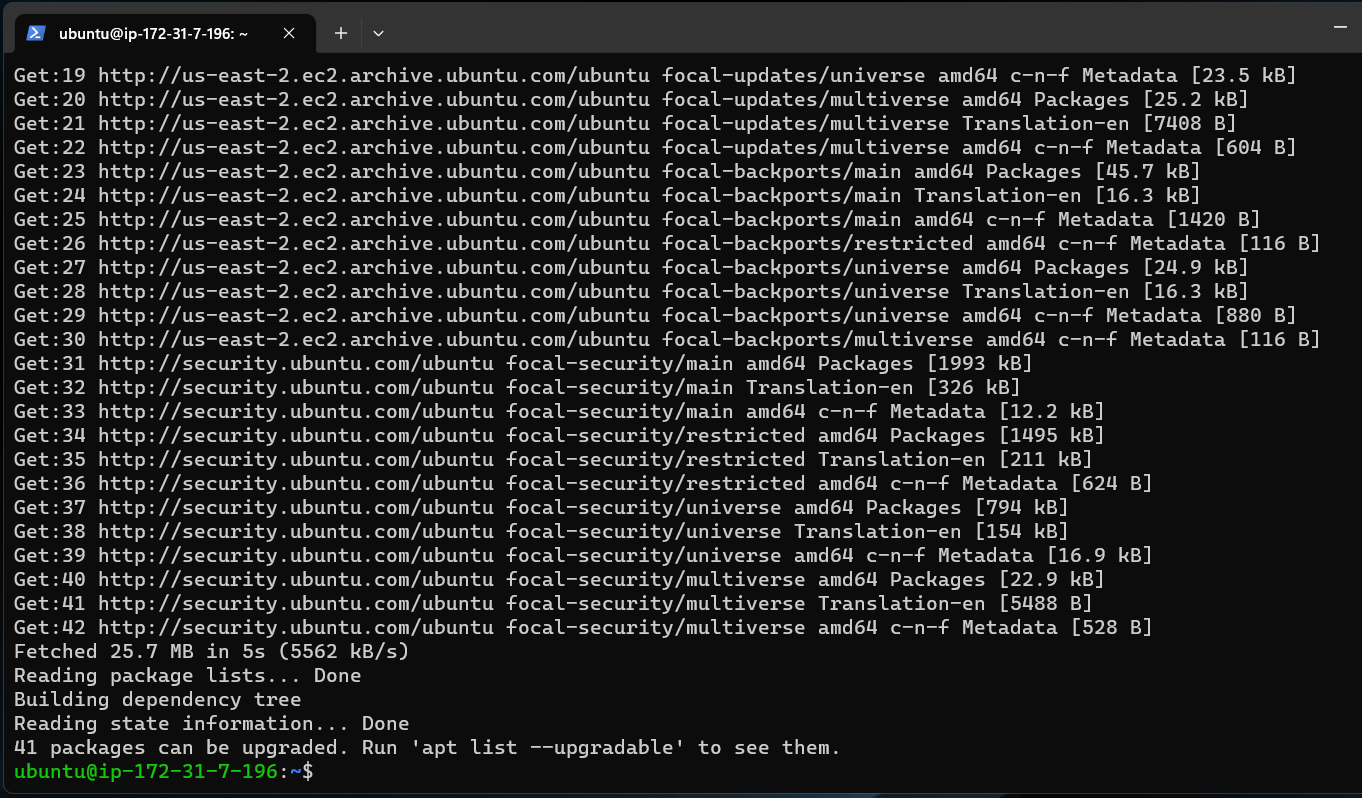 ubuntu@ip-172-31-7-196: ~
Get:19 http://us-east-2.ec2.archive.ubuntu.com/ubuntu focal-updates/universe amd64 c-n-f Metadata [23.5 kB]
Get:20 http://us-east-2.ec2.archive.ubuntu.com/ubuntu focal-updates/multiverse amd64 Packages [25.2 kB]
Get:21 http://us-east-2.ec2.archive.ubuntu.com/ubuntu focal-updates/multiverse Translation-en [7408 B]
Get:22 http://us-east-2.ec2.archive.ubuntu.com/ubuntu focal-updates/multiverse amd64 c-n-f Metadata [604 B]
Get:23 http://us-east-2.ec2.archive.ubuntu.com/ubuntu focal-backports/main amd64 Packages [45.7 kB]
Get:24 http://us-east-2.ec2.archive.ubuntu.com/ubuntu focal-backports/main Translation-en [16.3 kB]
Get:25 http://us-east-2.ec2.archive.ubuntu.com/ubuntu focal-backports/main amd64 c-n-f Metadata [1420 B]
Get:26 http://us-east-2.ec2.archive.ubuntu.com/ubuntu focal-backports/restricted amd64 c-n-f Metadata [116 B]
Get:27 http://us-east-2.ec2.archive.ubuntu.com/ubuntu focal-backports/universe amd64 Packages [24.9 kB]
Get:28 http://us-east-2.ec2.archive.ubuntu.com/ubuntu focal-backports/universe Translation-en [16.3 kB]
Get:29 http://us-east-2.ec2.archive.ubuntu.com/ubuntu focal-backports/universe amd64 c-n-f Metadata [880 B]
Get:30 http://us-east-2.ec2.archive.ubuntu.com/ubuntu focal-backports/multiverse amd64 c-n-f Metadata [116 B]
Get:31 http://security.ubuntu.com/ubuntu focal-security/main amd64 Packages [1993 kB]
Get:32 http://security.ubuntu.com/ubuntu focal-security/main Translation-en [326 kB]
Get:33 http://security.ubuntu.com/ubuntu focal-security/main amd64 c-n-f Metadata [12.2 kB]
Get:34 http://security.ubuntu.com/ubuntu focal-security/restricted amd64 Packages [1495 kB]
Get:35 http://security.ubuntu.com/ubuntu focal-security/restricted Translation-en [211 kB]
Get:36 http://security.ubuntu.com/ubuntu focal-security/restricted amd64 c-n-f Metadata [624 B]
Get:37 http://security.ubuntu.com/ubuntu focal-security/universe amd64 Packages [794 kB]
Get:38 http://security.ubuntu.com/ubuntu focal-security/universe Translation-en [154 kB]
Get:39 http://security.ubuntu.com/ubuntu focal-security/universe amd64 c-n-f Metadata [16.9 kB]
Get:40 http://security.ubuntu.com/ubuntu focal-security/multiverse amd64 Packages [22.9 kB]
Get:41 http://security.ubuntu.com/ubuntu focal-security/multiverse Translation-en [5488 B]
Get:42 http://security.ubuntu.com/ubuntu focal-security/multiverse amd64 c-n-f Metadata [528 B]
Fetched 25.7 MB in 5s (5562 kB/s)
Reading package lists... Done
Building dependency tree
Reading state information... Done
41 packages can be upgraded. Run 'apt list --upgradable' to see them.
ubuntu@ip-172-31-7-196:~$